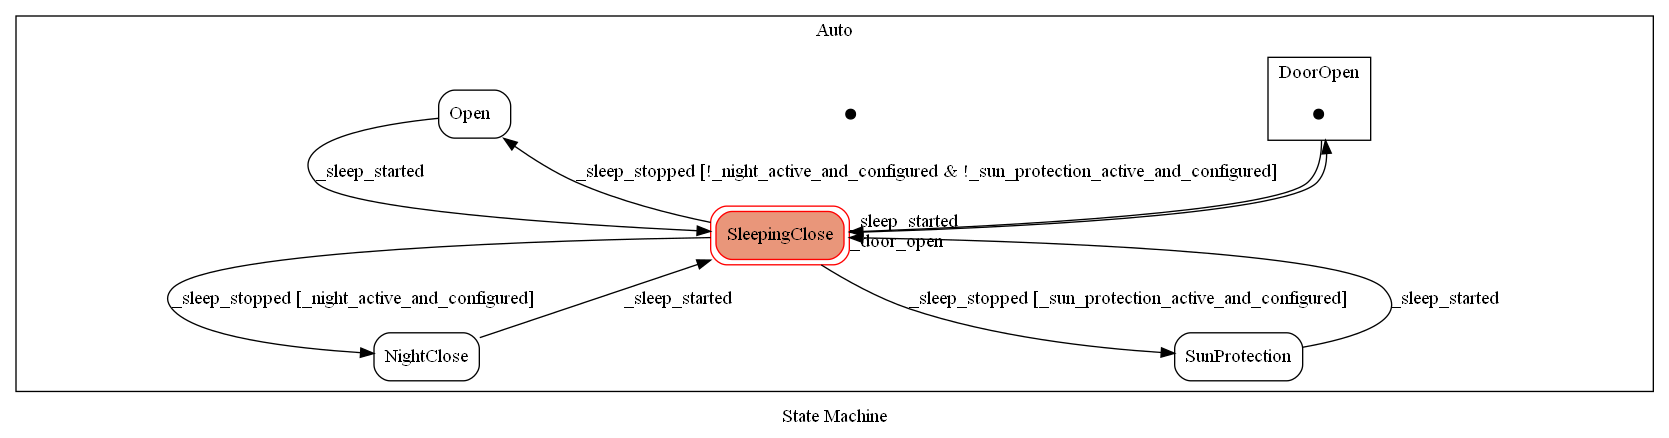 Auto
DoorOpen
Open
_sleep_started
_sleep_stopped [!_night_active_and_configured & !_sun_protection_active_and_configured]
_sleep_started
SleepingClose
_door_open
_sleep_stopped [_night_active_and_configured]
_sleep_started
_sleep_stopped [_sun_protection_active_and_configured]
_sleep_started
NightClose
SunProtection
State Machine